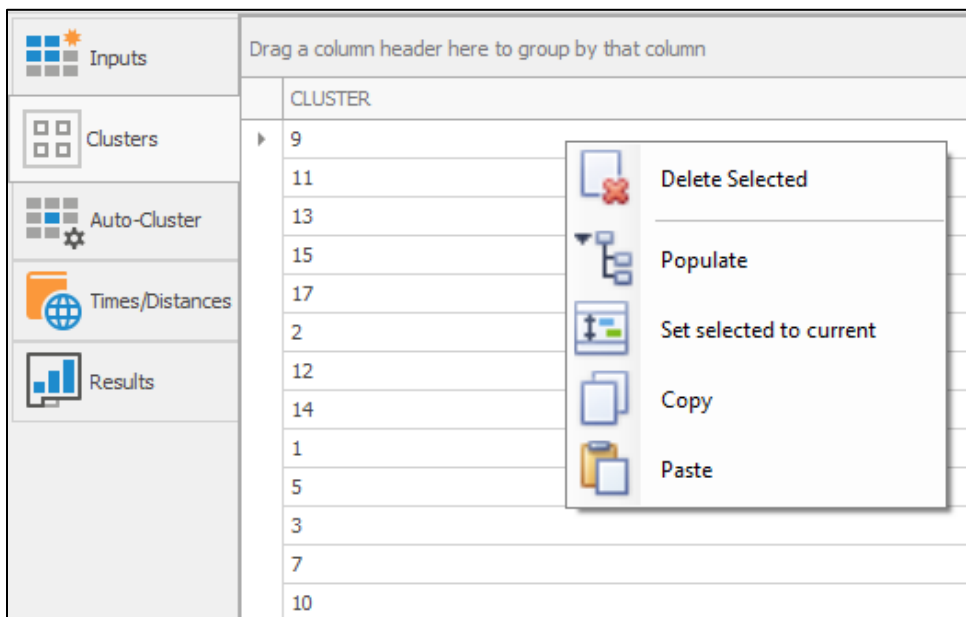 Inputs
Clusters
Auto-Cluster
Times/Distances
Results
Drag a column header here to group by that column
CLUSTER
9
11
13
15
17
2
12
14
1
5
3
7
10
Delete Selected
Populate
Set selected to current
Copy
Paste